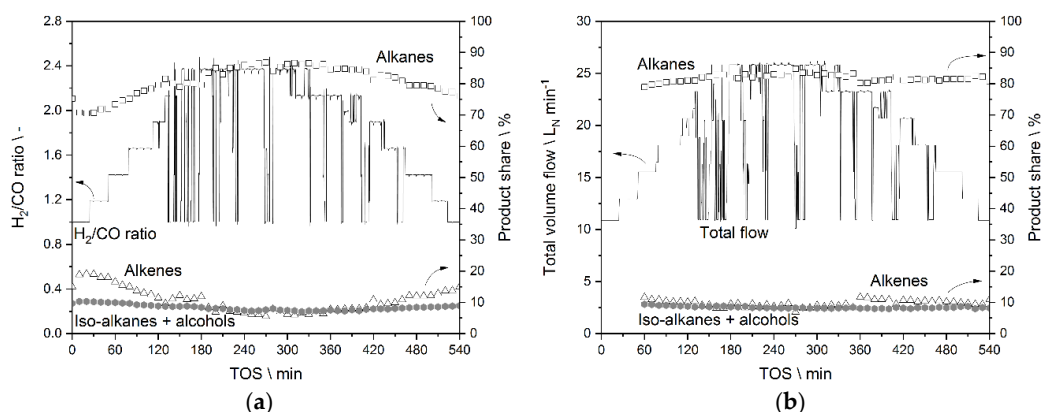 2.8
2.4
2.0
1.6
1.2
0.8
0.4
0.0
H2/CO ratio \ -
100
90
80
70
60
50
40
30
20
10
0
Product share \ %
Alkanes
H2/CO ratio
Alkenes
Iso-alkanes + alcohols
0 60 120 180 240 300 360 420 480 540
TOS \ min
(a)
30
25
20
15
10
5
0
Total volume flow \ LN min-1
100
90
80
70
60
50
40
30
20
10
0
Product share \ %
Alkanes
Total flow
Alkenes
Iso-alkanes + alcohols
0 60 120 180 240 300 360 420 480 540
TOS \ min
(b)